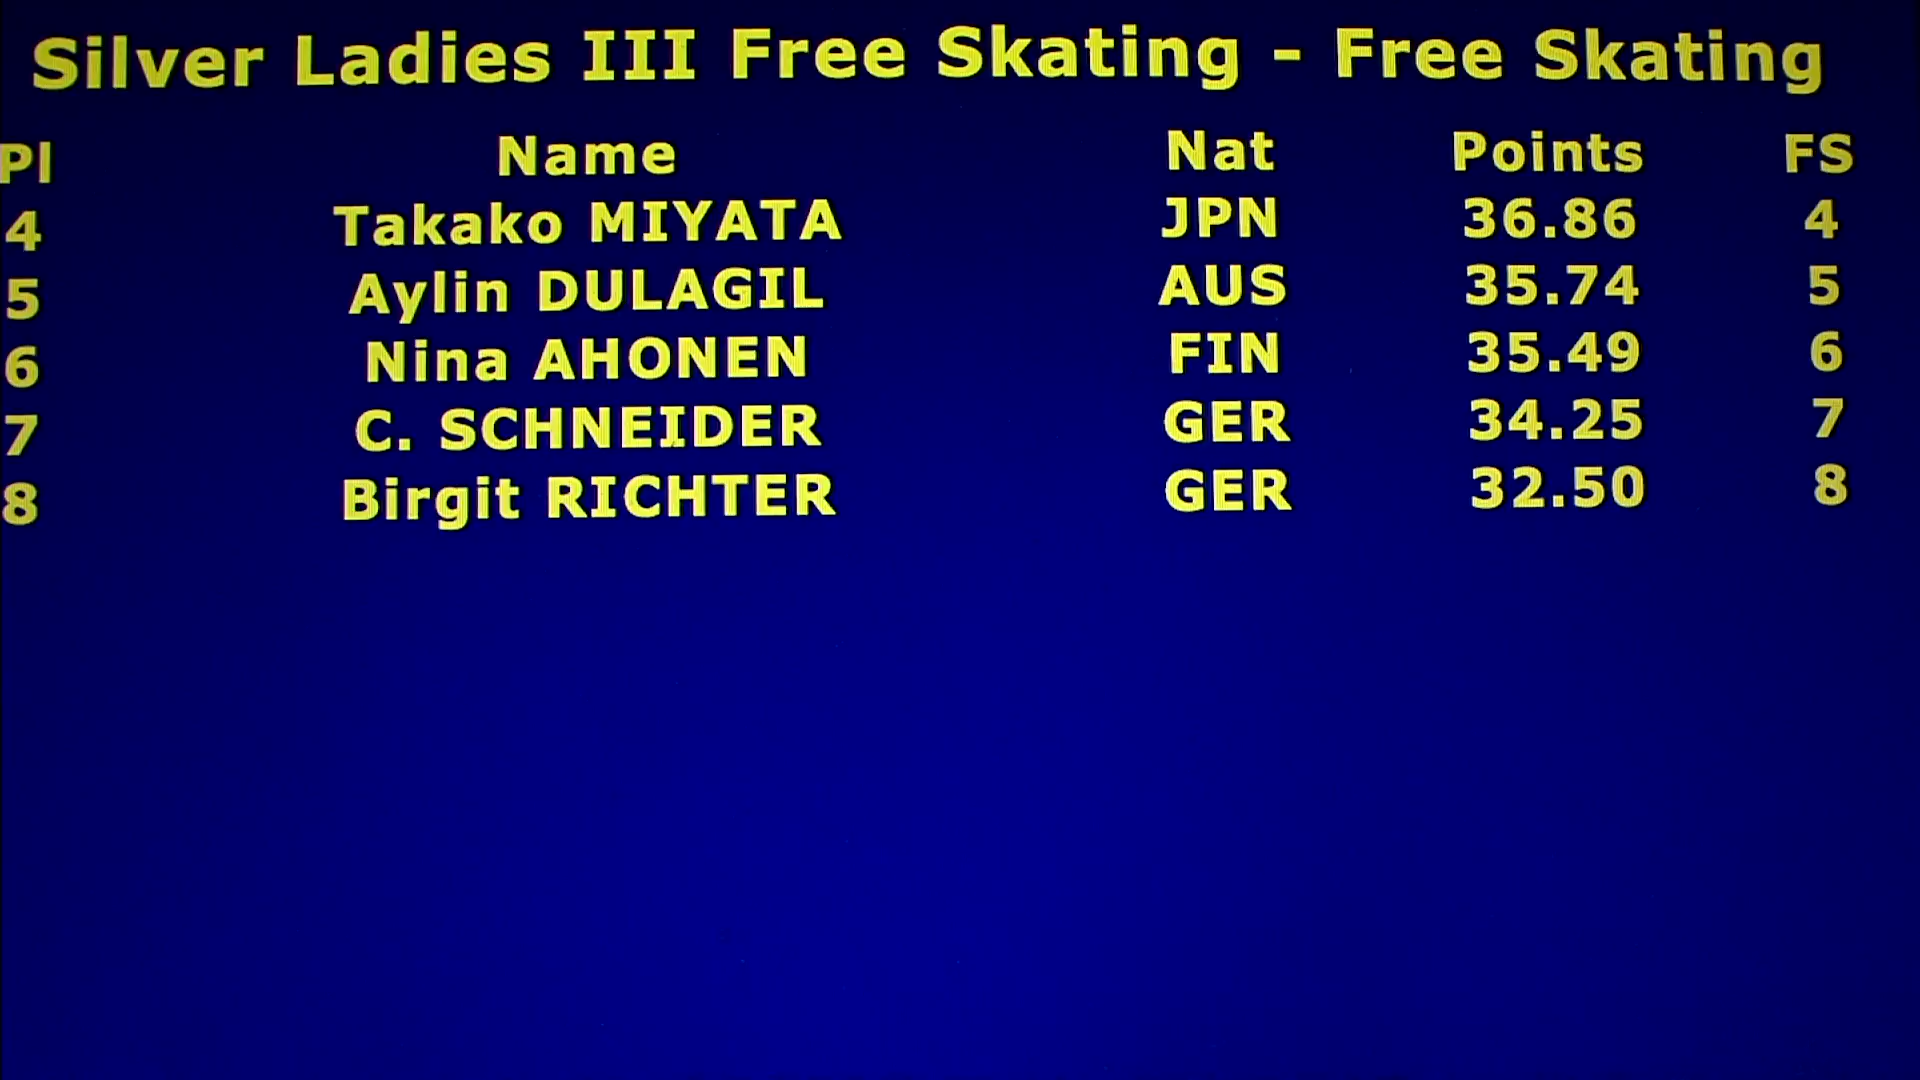 Silver Ladies III Free Skating - Free Skating
Pl Name Nat Points FS
4 Takako MIYATA JPN 36.86 4
5 Aylin DULAGIL AUS 35.74 5
6 Nina AHONEN FIN 35.49 6
7 C. SCHNEIDER GER 34.25 7
8 Birgit RICHTER GER 32.50 8